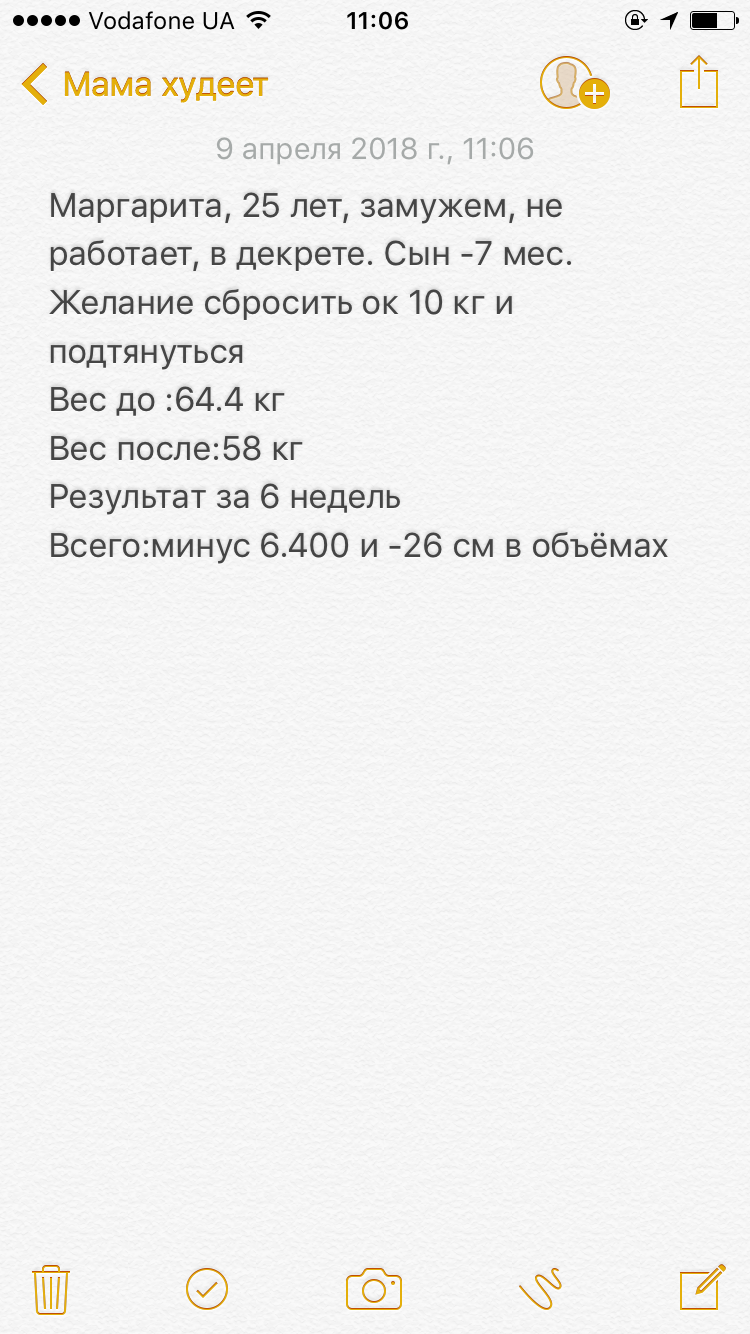 Vodafone UA 11:06
Мама худеет
9 апреля 2018 г., 11:06
Маргарита, 25 лет, замужем, не
работает, в декрете. Сын -7 мес.
Желание сбросить ок 10 кг и
подтянуться
Вес до :64.4 кг
Вес после:58 кг
Результат за 6 недель
Всего:минус 6.400 и -26 см в объёмах